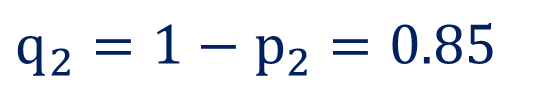 q₂ = 1 − p₂ = 0.85